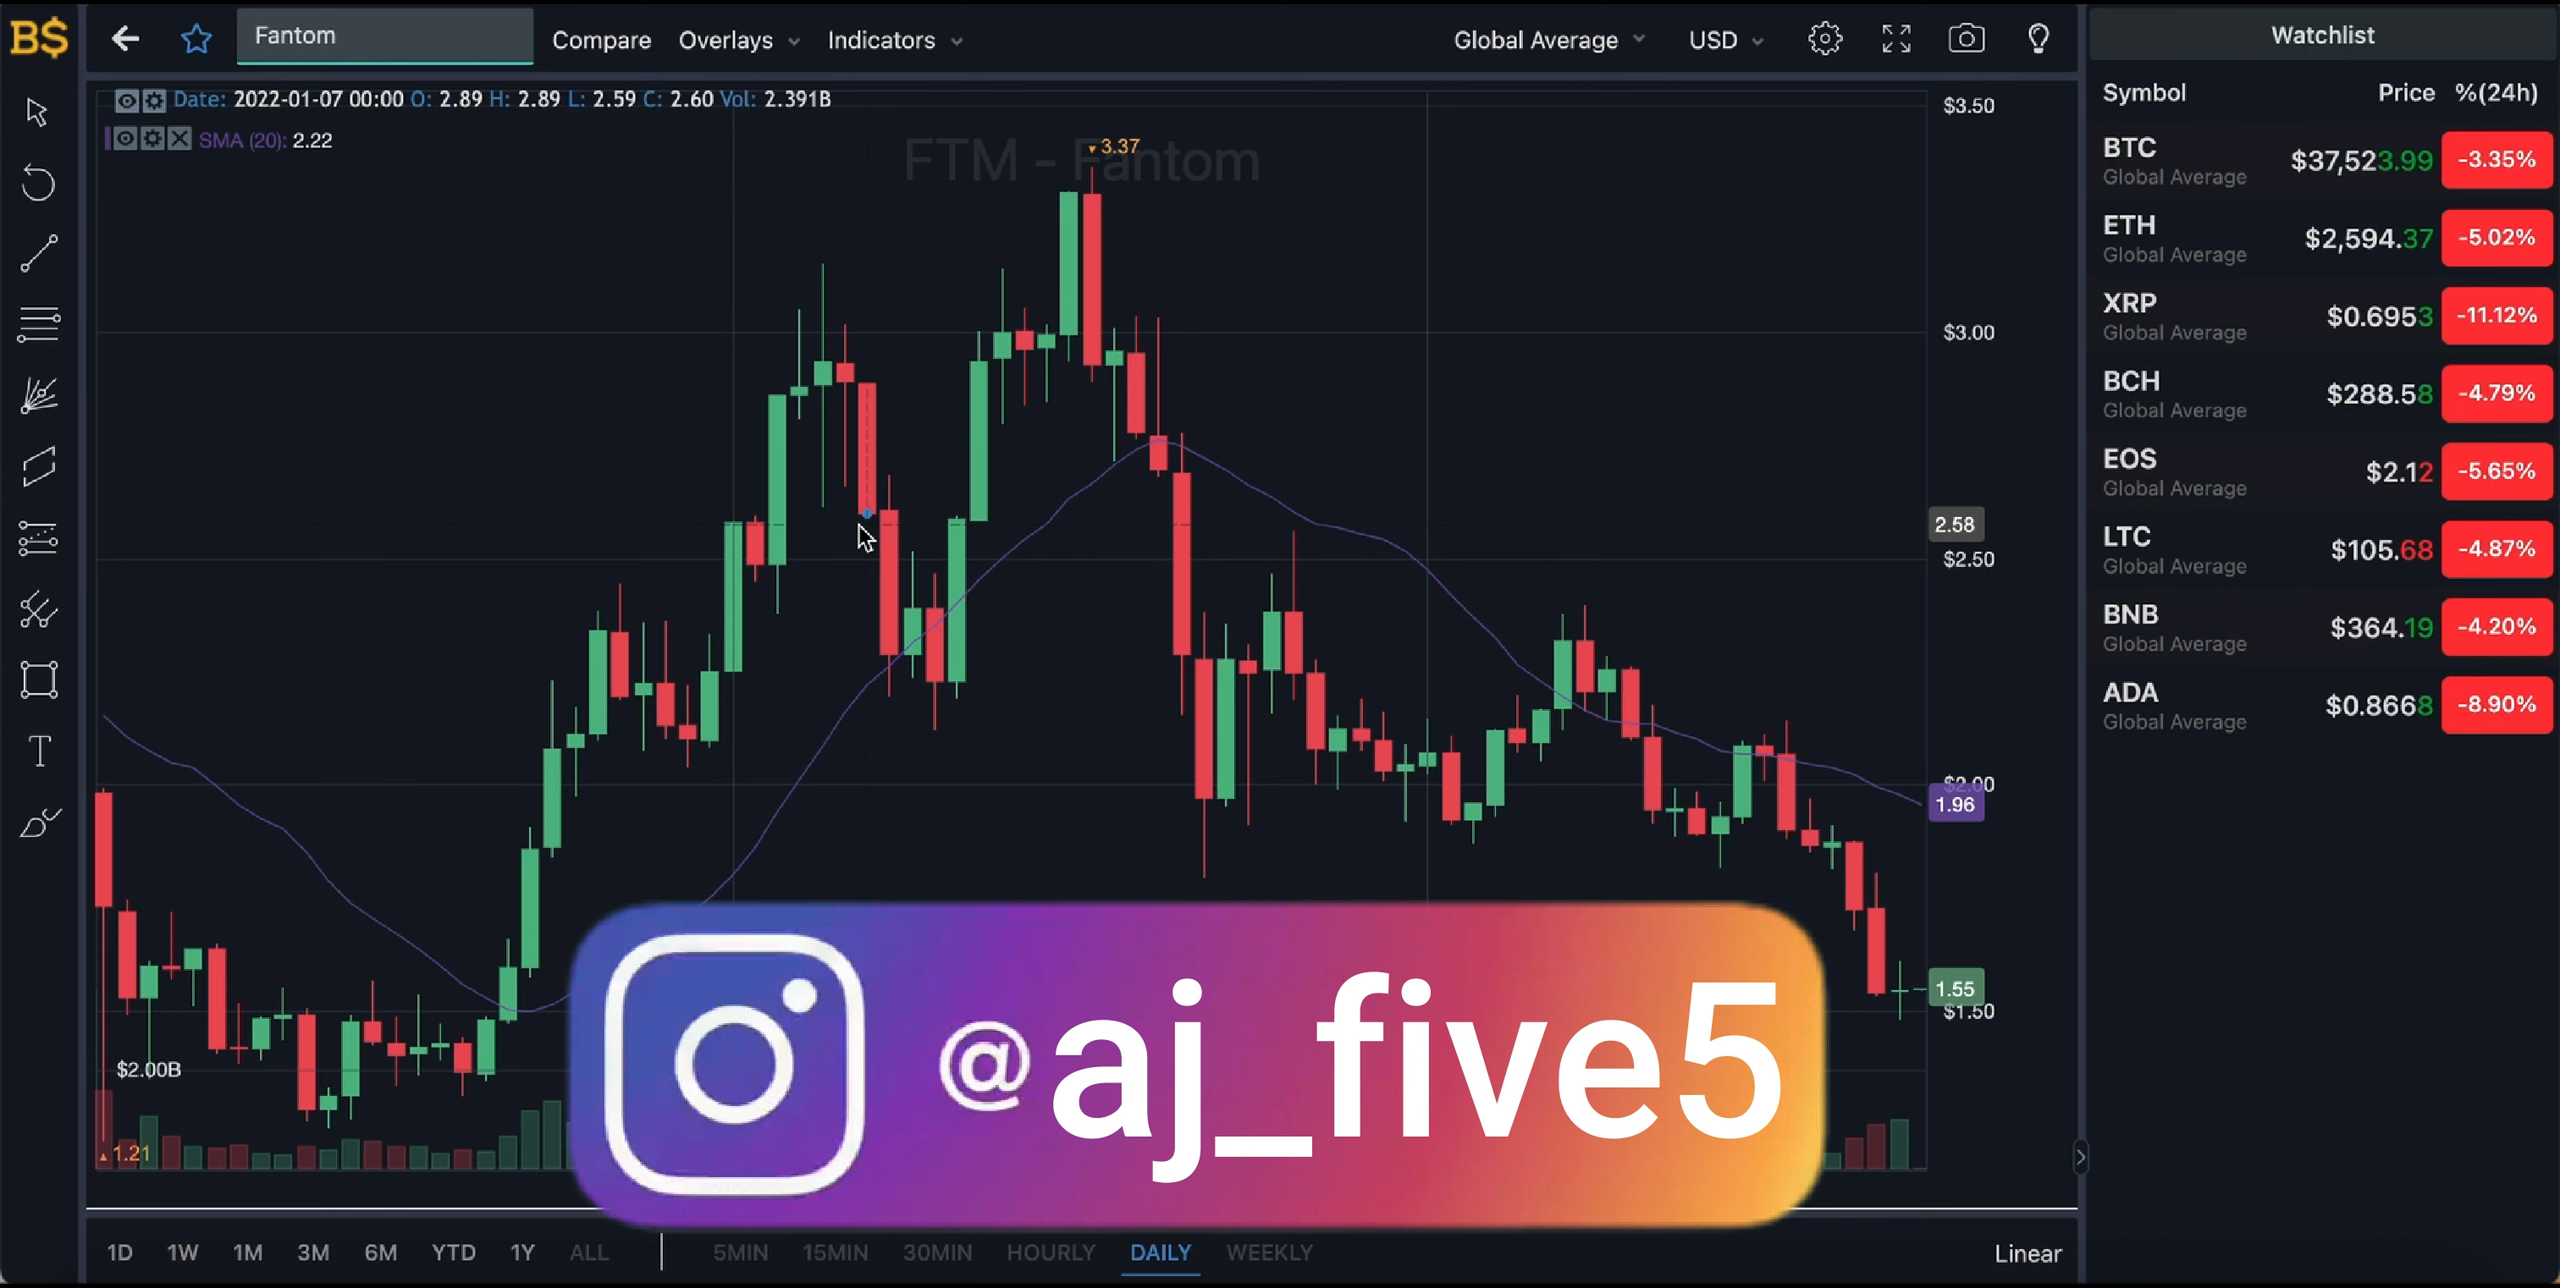 B$
Fantom
Compare
Overlays
Indicators
Global Average
USD
Date: 2022-01-07 00:00 O: 2.89 H: 2.89 L: 2.59 C: 2.60 Vol: 2.391B
SMA (20): 2.22
FTM - Fantom
3.37
$3.50
$3.00
2.58
$2.50
$2.00
1.96
1.55
$1.50
$2.00B
1.21
T
@aj_five5
1D 1W 1M 3M 6M YTD 1Y ALL 5MIN 15MIN 30MIN HOURLY DAILY WEEKLY
Linear
Watchlist
Symbol Price %(24h)
BTC $37,523.99 -3.35%
Global Average
ETH $2,594.37 -5.02%
Global Average
XRP $0.6953 -11.12%
Global Average
BCH $288.58 -4.79%
Global Average
EOS $2.12 -5.65%
Global Average
LTC $105.68 -4.87%
Global Average
BNB $364.19 -4.20%
Global Average
ADA $0.8668 -8.90%
Global Average